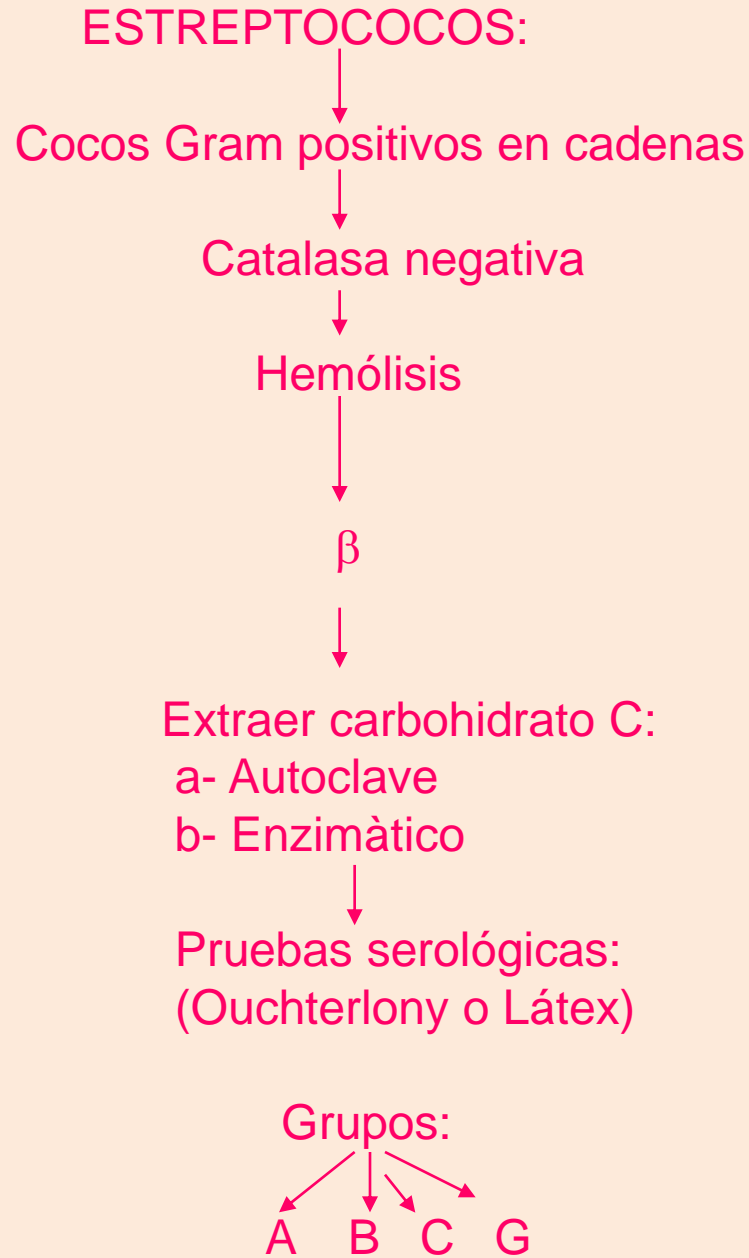 ESTREPTOCOCOS:
Cocos Gram positivos en cadenas
Catalasa negativa
Hemólisis
β
Extraer carbohidrato C:
a- Autoclave
b- Enzimàtico
Pruebas serológicas:
(Ouchterlony o Látex)
Grupos:
A B C G